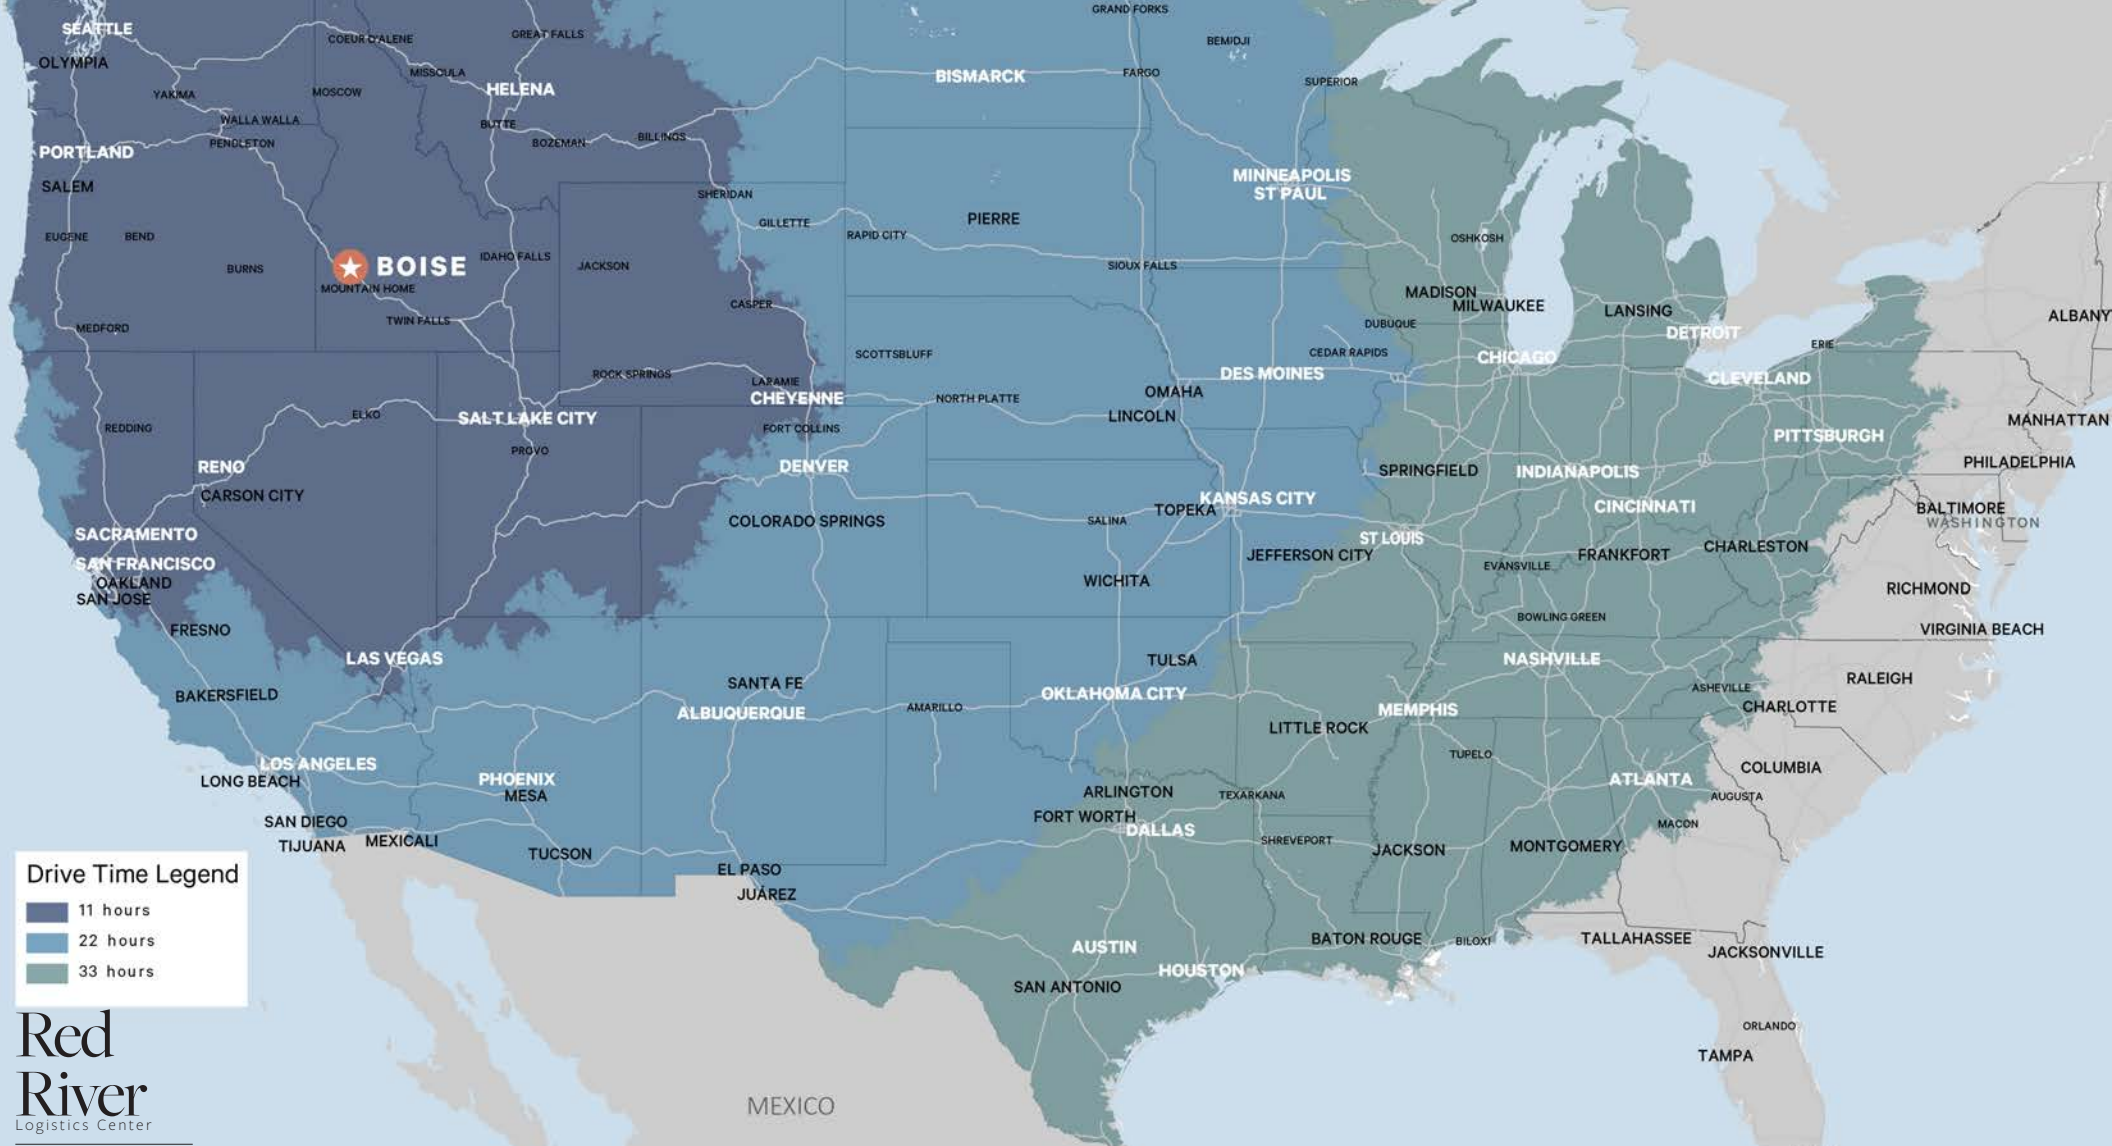 GRAND FORKS
SEATTLE
COEUR D'ALENE
GREAT FALLS
BEMIDJI
OLYMPIA
MISSOULA
HELENA
BISMARCK
FARGO
SUPERIOR
YAKIMA
MOSCOW
WALLA WALLA
BUTTE
PENDLETON
BOZEMAN
BILLINGS
PORTLAND
MINNEAPOLIS
ST PAUL
SALEM
SHERIDAN
GILLETTE
PIERRE
EUGENE
BEND
RAPID CITY
OSHKOSH
BOISE
IDAHO FALLS
JACKSON
SIOUX FALLS
BURNS
MOUNTAIN HOME
MADISON
MILWAUKEE
CASPER
LANSING
ALBANY
MEDFORD
TWIN FALLS
DUBUQUE
DETROIT
ERIE
SCOTTSBLUFF
CEDAR RAPIDS
CHICAGO
ROCK SPRINGS
LARAMIE
DES MOINES
CLEVELAND
CHEYENNE
NORTH PLATTE
OMAHA
LINCOLN
ELKO
SALT LAKE CITY
MANHATTAN
REDDING
FORT COLLINS
PITTSBURGH
PROVO
RENO
DENVER
SPRINGFIELD
INDIANAPOLIS
PHILADELPHIA
CARSON CITY
KANSAS CITY
TOPEKA
CINCINNATI
BALTIMORE
WASHINGTON
COLORADO SPRINGS
SALINA
SACRAMENTO
ST LOUIS
JEFFERSON CITY
FRANKFORT
CHARLESTON
SAN FRANCISCO
EVANSVILLE
OAKLAND
WICHITA
RICHMOND
SAN JOSE
BOWLING GREEN
FRESNO
VIRGINIA BEACH
LAS VEGAS
TULSA
NASHVILLE
RALEIGH
SANTA FE
BAKERSFIELD
OKLAHOMA CITY
ASHEVILLE
ALBUQUERQUE
AMARILLO
MEMPHIS
CHARLOTTE
LITTLE ROCK
TUPELO
LOS ANGELES
LONG BEACH
PHOENIX
MESA
ATLANTA
COLUMBIA
ARLINGTON
TEXARKANA
AUGUSTA
SAN DIEGO
FORT WORTH
DALLAS
MACON
TIJUANA
MEXICALI
SHREVEPORT
JACKSON
MONTGOMERY
TUCSON
EL PASO
JUÁREZ
Drive Time Legend
11 hours
22 hours
33 hours
AUSTIN
BATON ROUGE
BILOXI
TALLAHASSEE
JACKSONVILLE
HOUSTON
SAN ANTONIO
ORLANDO
TAMPA
MEXICO
Red
River
Logistics Center